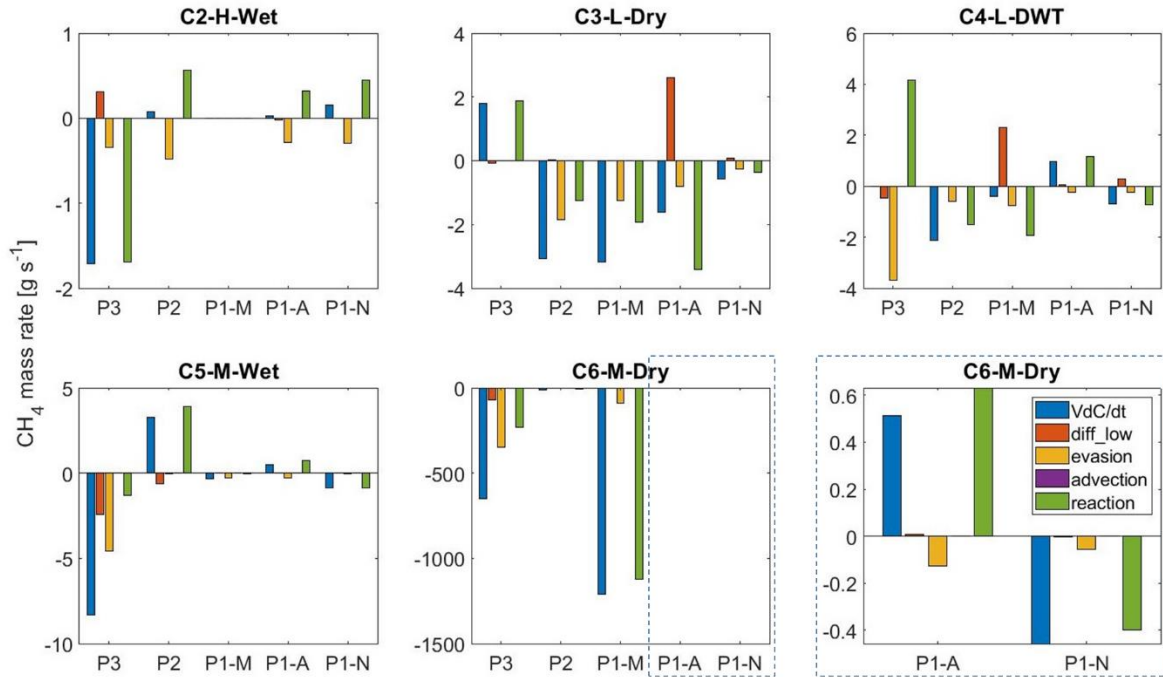 C2-H-Wet
C3-L-Dry
C4-L-DWT
1
0
-1
-2
P3 P2 P1-M P1-A P1-N
4
2
0
-2
-4
P3 P2 P1-M P1-A P1-N
6
4
2
0
-2
-4
P3 P2 P1-M P1-A P1-N
CH4 mass rate [g s-1]
C5-M-Wet
C6-M-Dry
C6-M-Dry
5
0
-5
-10
P3 P2 P1-M P1-A P1-N
0
-500
-1000
-1500
P3 P2 P1-M P1-A P1-N
0.6
0.4
0.2
0
-0.2
-0.4
P1-A P1-N
VdC/dt
diff_low
evasion
advection
reaction